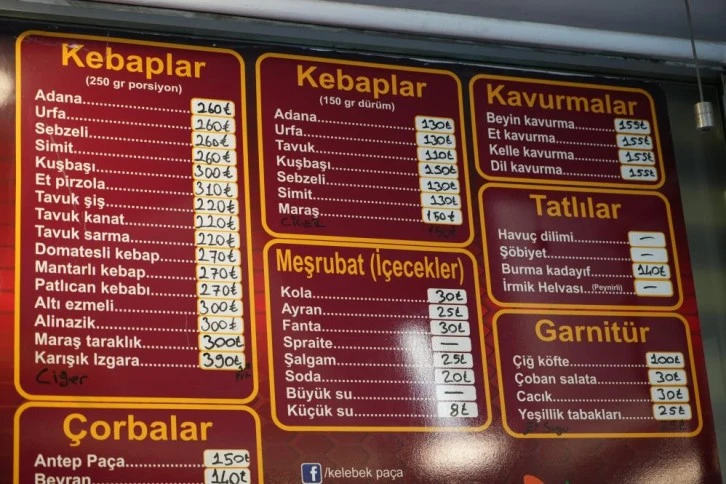 Kebaplar
(250 gr porsiyon)
Adana 260₺
Urfa 260₺
Sebzeli 260₺
Simit 260₺
Kuşbaşı 300₺
Et pirzola 310₺
Tavuk şiş 220₺
Tavuk kanat 220₺
Tavuk sarma 220₺
Domatesli kebap 270₺
Mantarlı kebap 270₺
Patlıcan kebabı 270₺
Altı ezmeli 300₺
Alinazik 300₺
Maraş taraklık 300₺
Karışık Izgara 390₺
Ciğer
Çorbalar
Antep Paça 150₺
Beyran 140₺
Kebaplar
(150 gr dürüm)
Adana 130₺
Urfa 130₺
Tavuk 110₺
Kuşbaşı 150₺
Sebzeli 130₺
Simit 130₺
Maraş 150₺
Ciğer
Meşrubat (İçecekler)
Kola 30₺
Ayran 25₺
Fanta 30₺
Spraite —
Şalgam 25₺
Soda 20₺
Büyük su —
Küçük su 8₺
f /kelebek paça
Kavurmalar
Beyin kavurma 155₺
Et kavurma 155₺
Kelle kavurma 155₺
Dil kavurma 155₺
Tatlılar
Havuç dilimi —
Şöbiyet —
Burma kadayıf 140₺
İrmik Helvası (Peynirli) —
Garnitür
Çiğ köfte 100₺
Çoban salata 30₺
Cacık 30₺
Yeşillik tabakları 25₺